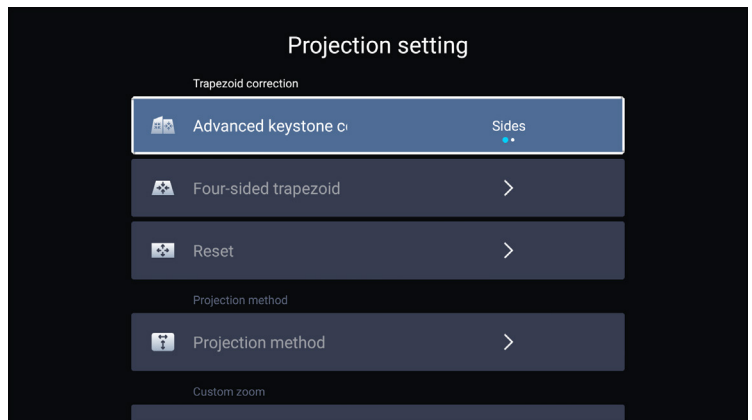 Projection setting
Trapezoid correction
Advanced keystone c
Sides
Four-sided trapezoid
Reset
Projection method
Projection method
Custom zoom